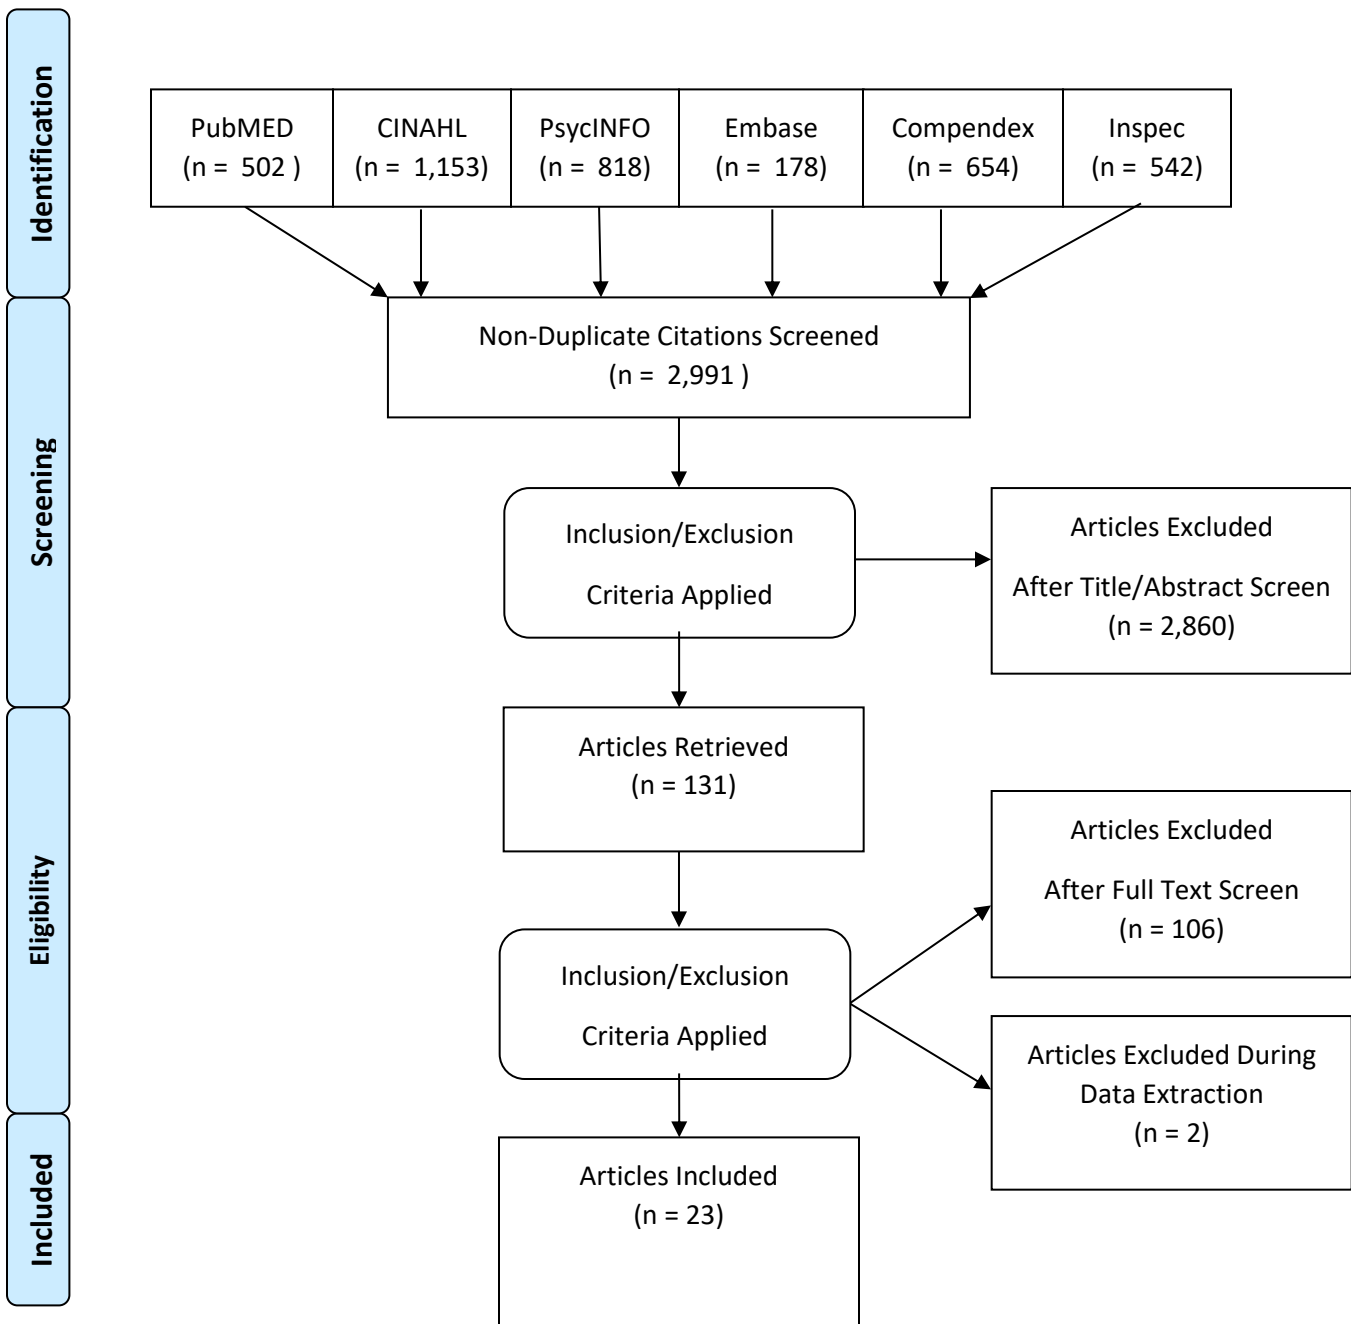 Identification
PubMED
(n =  502 )
CINAHL
(n =  1,153)
PsycINFO
(n =  818)
Embase
(n =  178)
Compendex
(n =  654)
Inspec
(n =  542)
Screening
Non-Duplicate Citations Screened
(n =  2,991 )
Inclusion/Exclusion
Criteria Applied
Articles Excluded
After Title/Abstract Screen
(n = 2,860)
Eligibility
Articles Retrieved
(n = 131)
Inclusion/Exclusion
Criteria Applied
Articles Excluded
After Full Text Screen
(n = 106)
Articles Excluded During
Data Extraction
(n = 2)
Included
Articles Included
(n = 23)